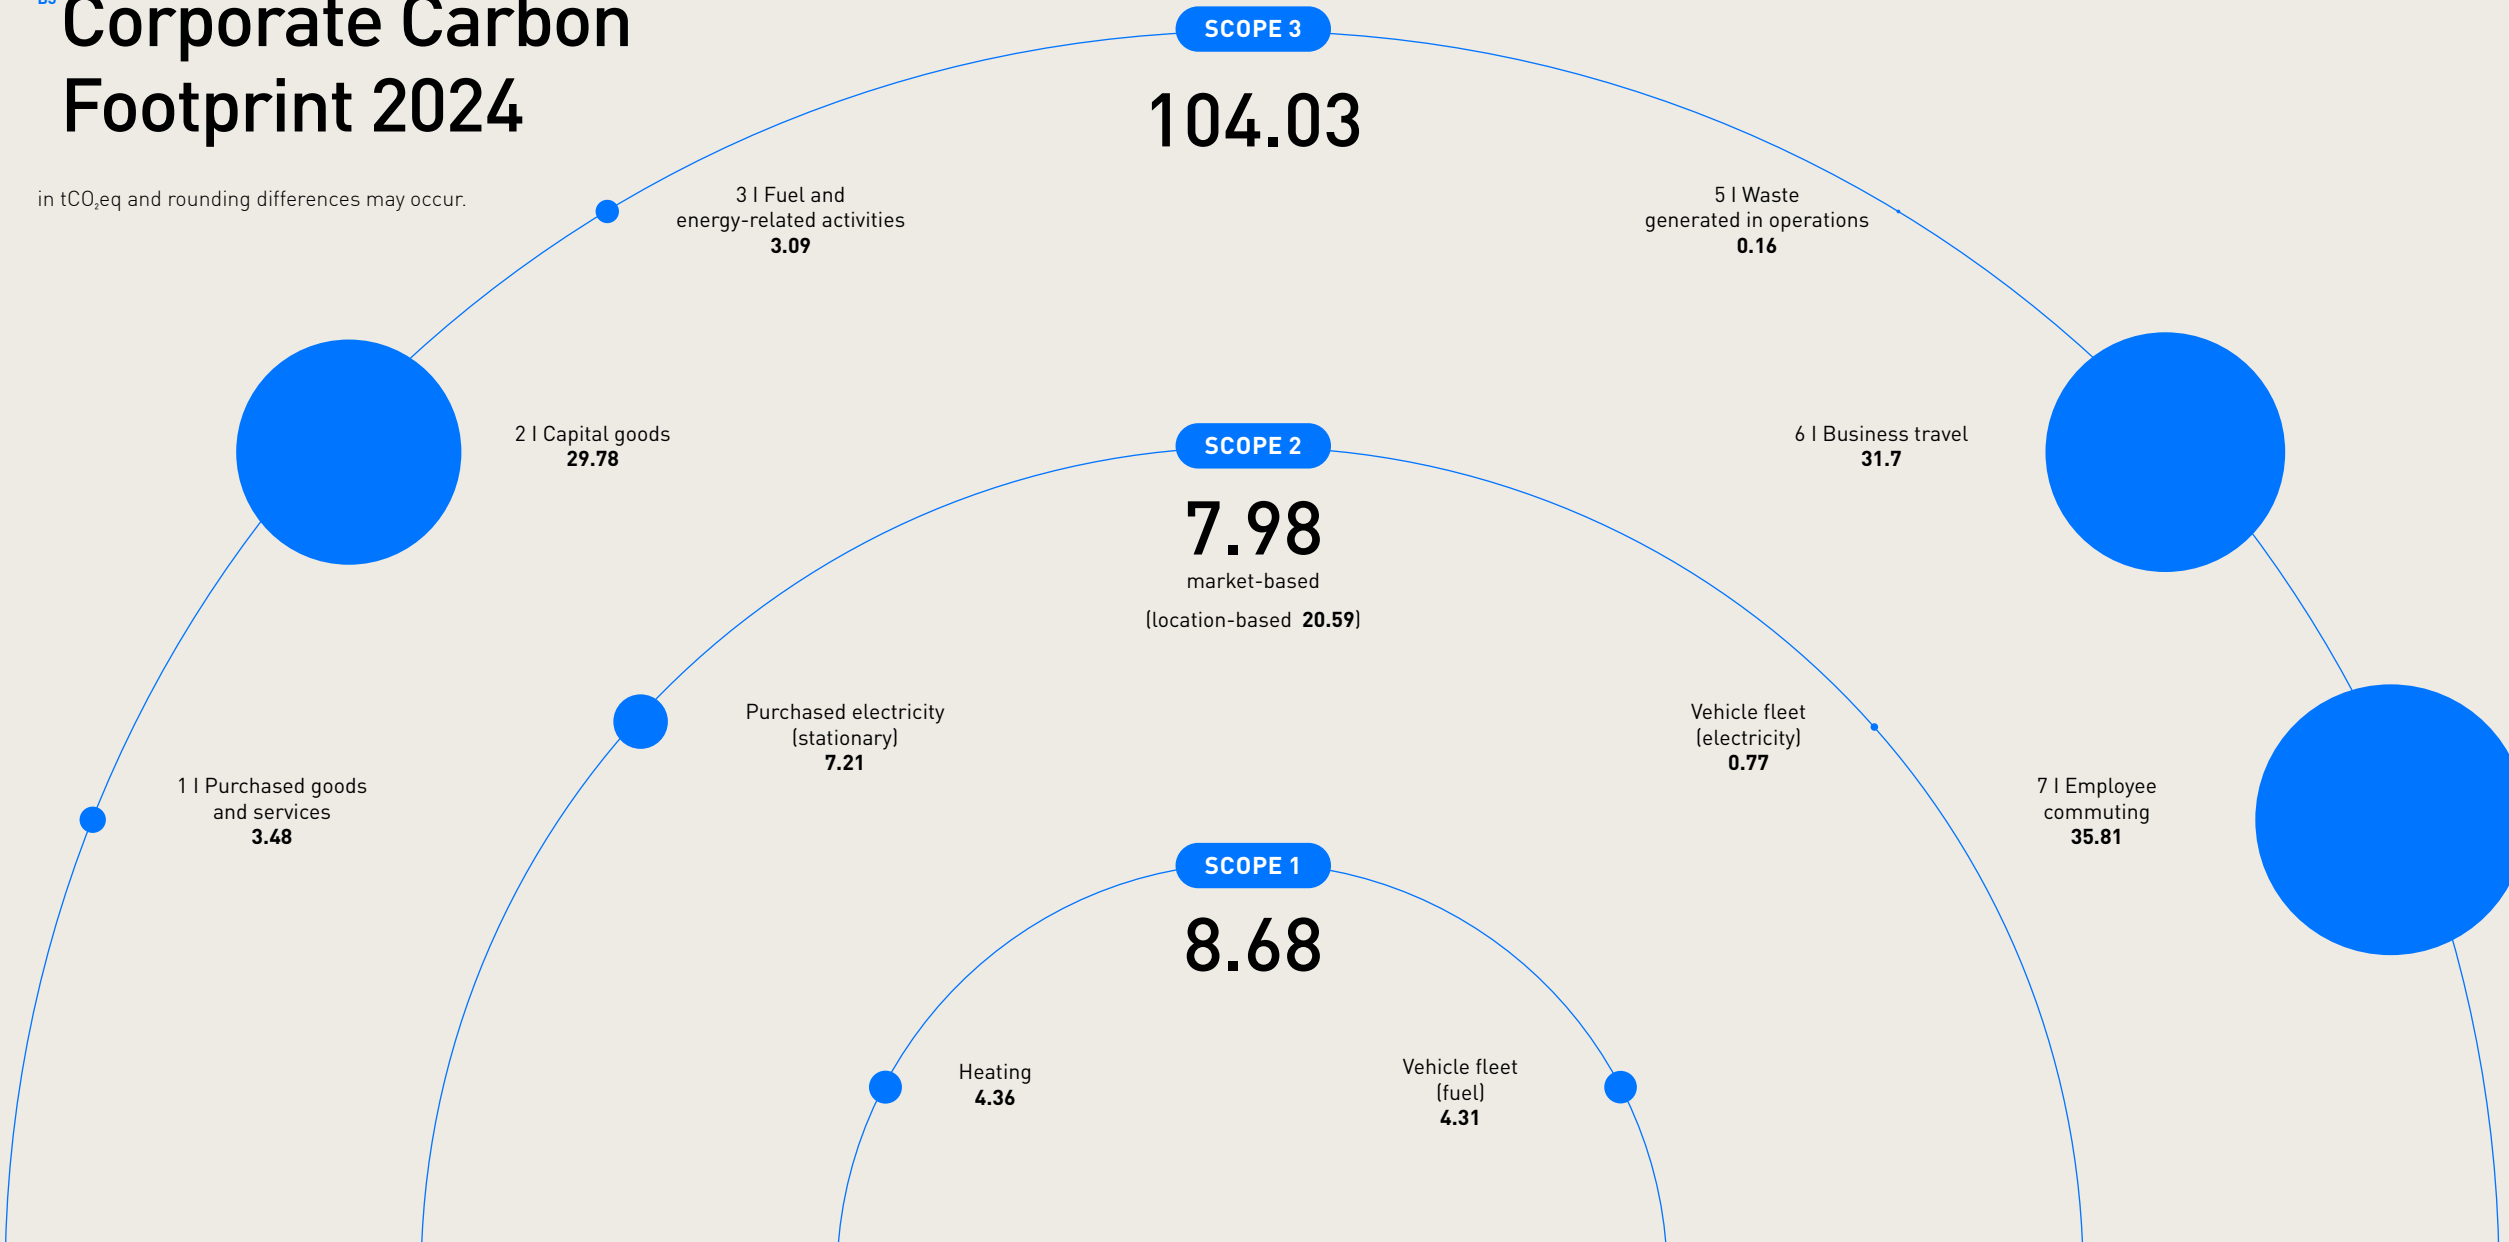 Corporate Carbon
Footprint 2024
in tCO₂eq and rounding differences may occur.
SCOPE 3
104.03
3 I Fuel and
energy-related activities
3.09
5 I Waste
generated in operations
0.16
2 I Capital goods
29.78
6 I Business travel
31.7
1 I Purchased goods
and services
3.48
7 I Employee
commuting
35.81
SCOPE 2
7.98
market-based
(location-based 20.59)
Purchased electricity
(stationary)
7.21
Vehicle fleet
(electricity)
0.77
SCOPE 1
8.68
Heating
4.36
Vehicle fleet
(fuel)
4.31